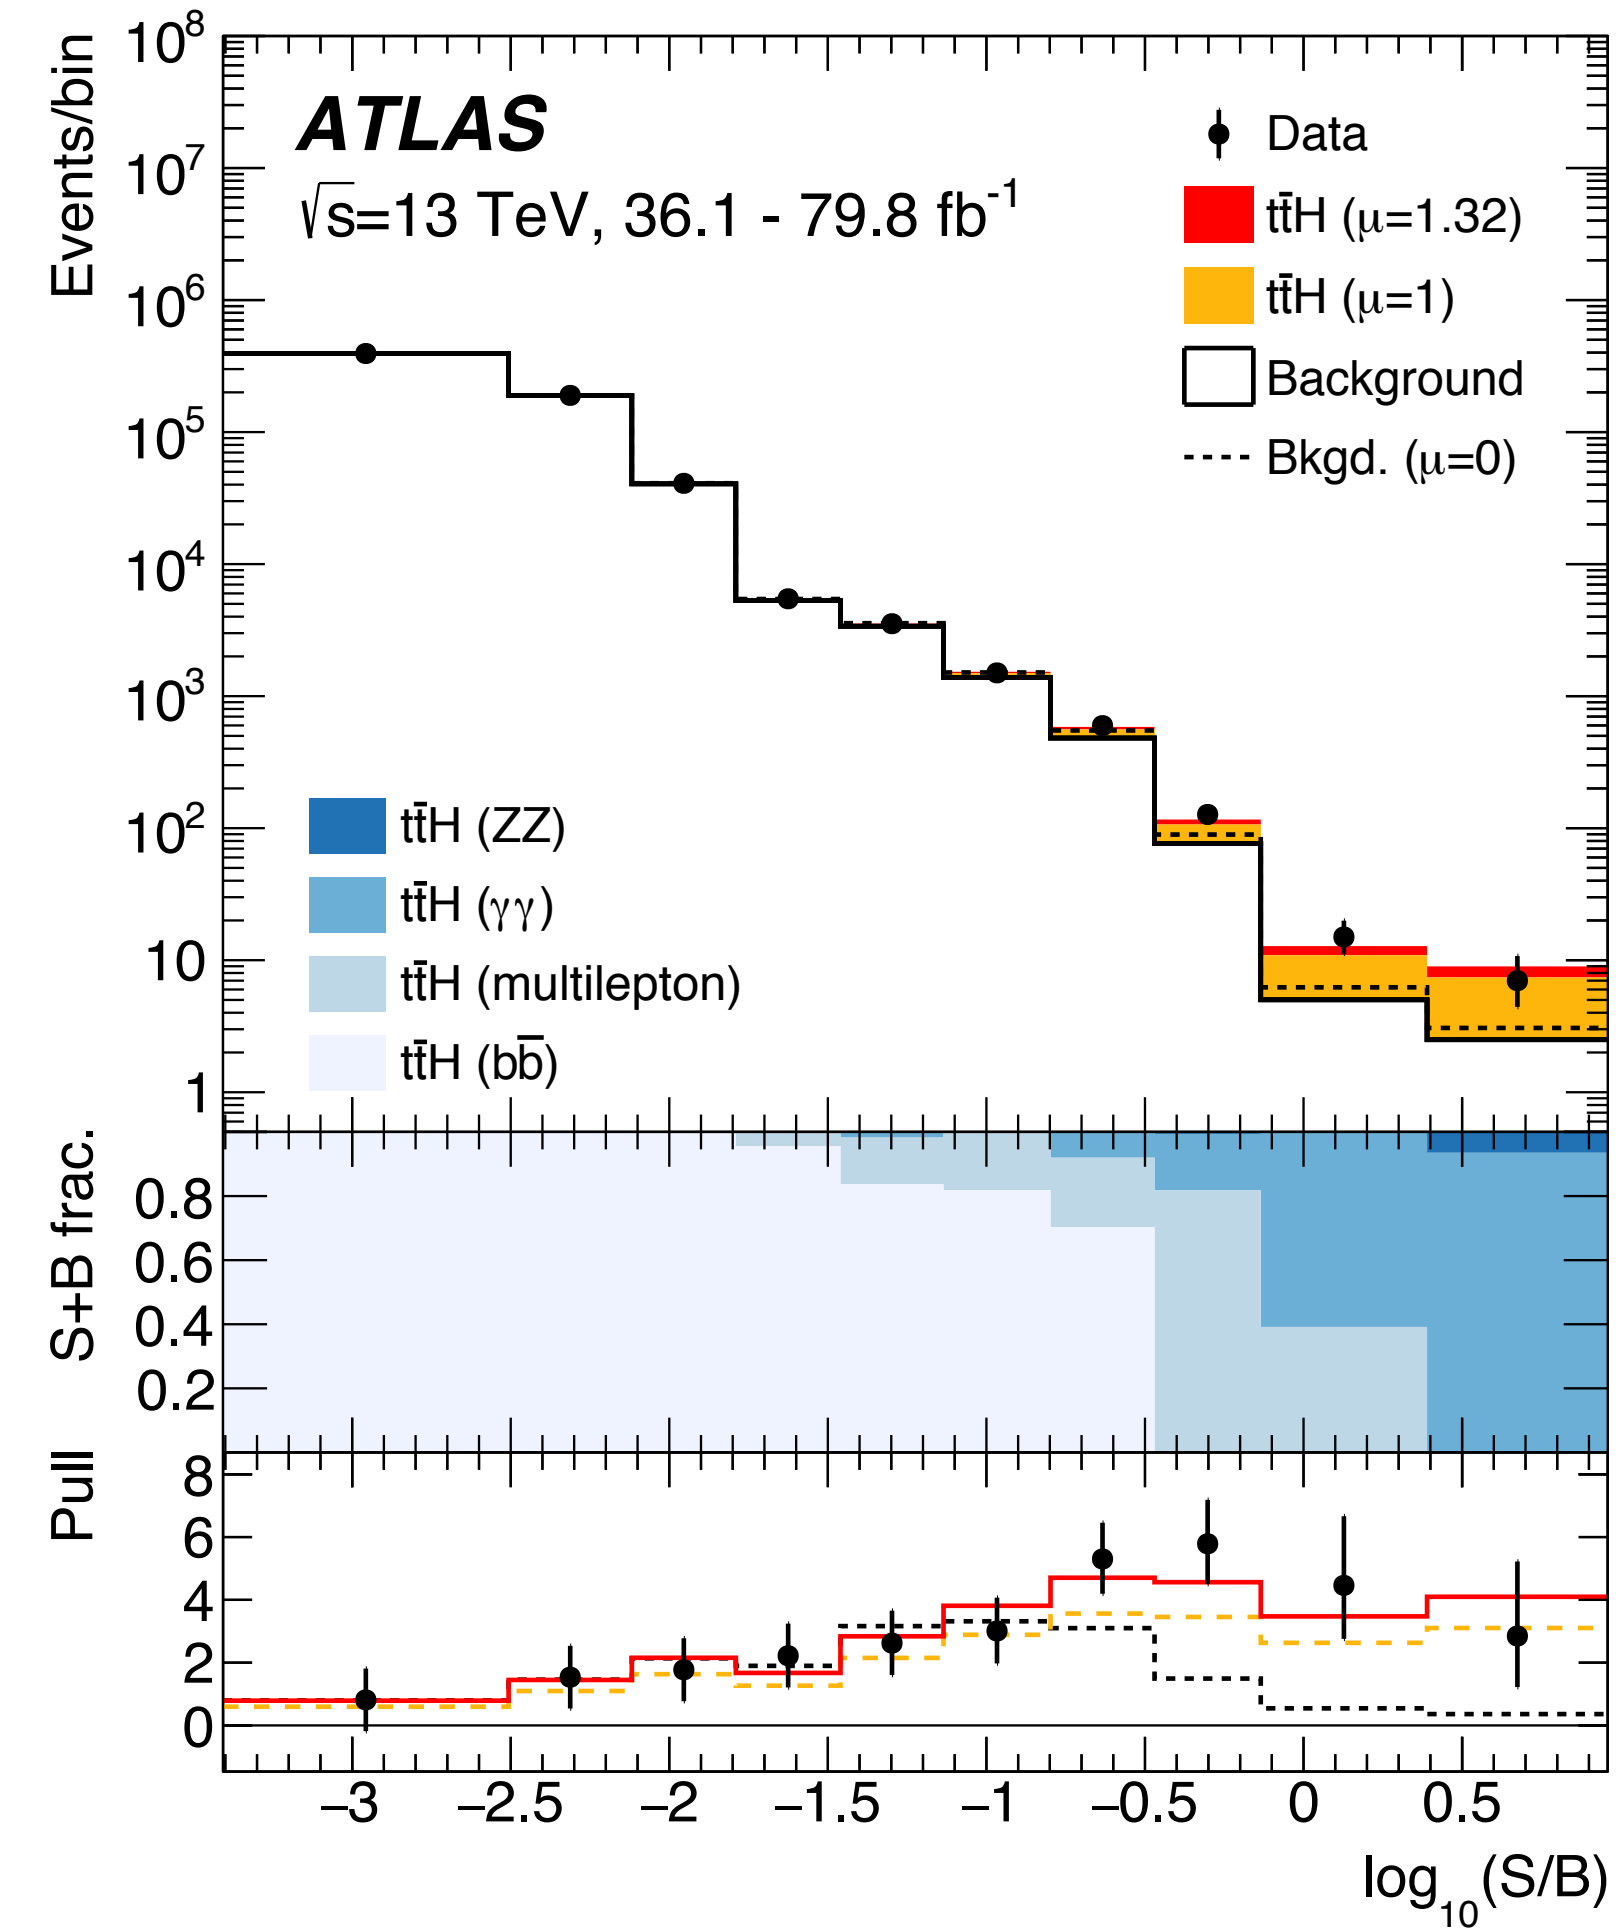 Events/bin
10⁸
10⁷
10⁶
10⁵
10⁴
10³
10²
10
1
ATLAS
√s=13 TeV, 36.1 - 79.8 fb⁻¹
Data
tt̄H (μ=1.32)
tt̄H (μ=1)
Background
Bkgd. (μ=0)
tt̄H (ZZ)
tt̄H (γγ)
tt̄H (multilepton)
tt̄H (bb̄)
S+B frac.
0.8
0.6
0.4
0.2
Pull
8
6
4
2
0
−3 −2.5 −2 −1.5 −1 −0.5 0 0.5
log₁₀(S/B)